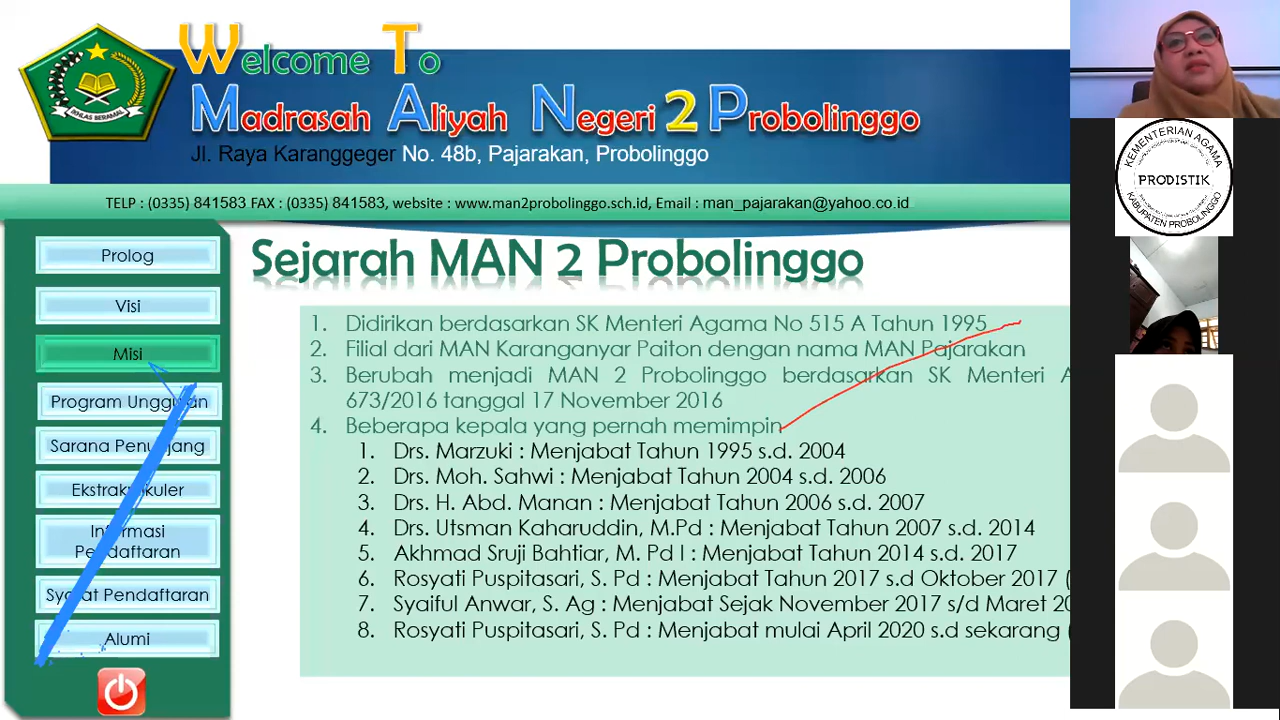 Welcome To
Madrasah Aliyah Negeri 2 Probolinggo
Jl. Raya Karanggeger No. 48b, Pajarakan, Probolinggo
TELP : (0335) 841583 FAX : (0335) 841583, website : www.man2probolinggo.sch.id, Email : man_pajarakan@yahoo.co.id
IKHLAS BERAMAL
KEMENTERIAN AGAMA
PRODISTIK
KABUPATEN PROBOLINGGO
Prolog
Visi
Misi
Program Unggulan
Sarana Penunjang
Ekstrakurikuler
Informasi
Pendaftaran
Syarat Pendaftaran
Alumi
Sejarah MAN 2 Probolinggo
1. Didirikan berdasarkan SK Menteri Agama No 515 A Tahun 1995
2. Filial dari MAN Karanganyar Paiton dengan nama MAN Pajarakan
3. Berubah menjadi MAN 2 Probolinggo berdasarkan SK Menteri A
673/2016 tanggal 17 November 2016
4. Beberapa kepala yang pernah memimpin
1. Drs. Marzuki : Menjabat Tahun 1995 s.d. 2004
2. Drs. Moh. Sahwi : Menjabat Tahun 2004 s.d. 2006
3. Drs. H. Abd. Manan : Menjabat Tahun 2006 s.d. 2007
4. Drs. Utsman Kaharuddin, M.Pd : Menjabat Tahun 2007 s.d. 2014
5. Akhmad Sruji Bahtiar, M. Pd I : Menjabat Tahun 2014 s.d. 2017
6. Rosyati Puspitasari, S. Pd : Menjabat Tahun 2017 s.d Oktober 2017 (
7. Syaiful Anwar, S. Ag : Menjabat Sejak November 2017 s/d Maret 20
8. Rosyati Puspitasari, S. Pd : Menjabat mulai April 2020 s.d sekarang (